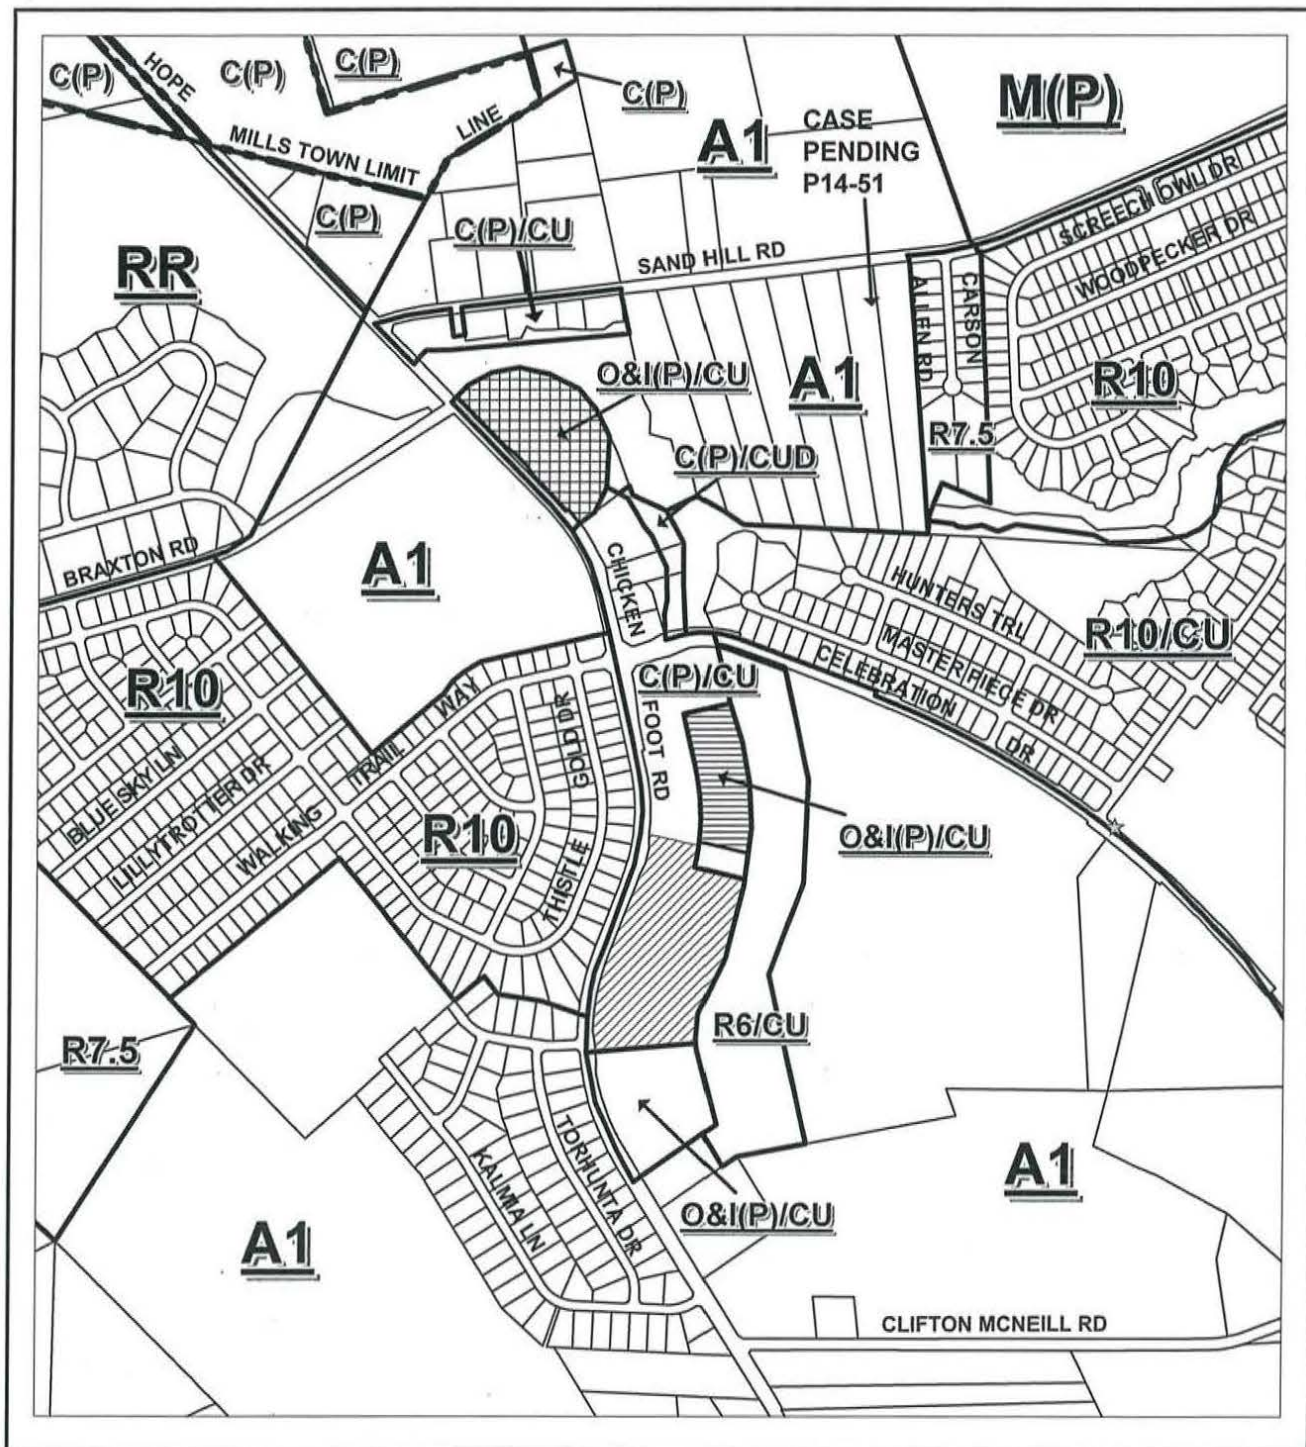 C(P)
HOPE
C(P)
C(P)
C(P)
M(P)
MILLS TOWN LIMIT
LINE
A1
CASE
PENDING
P14-51
C(P)
C(P)/CU
SAND HILL RD
SCREECH OWL DR
WOODPECKER DR
RR
ALLEN RD
CARSON
O&I(P)/CU
A1
R10
R7.5
C(P)/CUD
BRAXTON RD
A1
CHICKEN
HUNTERS TRL
R10/CU
MASTERPIECE DR
CELEBRATION
DR
R10
C(P)/CU
WAY
TRAIL
GOLD DR
FOOT RD
BLUE SKY LN
LILLYTROTTER DR
WALKING
R10
THISTLE
O&I(P)/CU
R6/CU
R7.5
TORHUNTA DR
KALMIA LN
A1
O&I(P)/CU
A1
CLIFTON MCNEILL RD